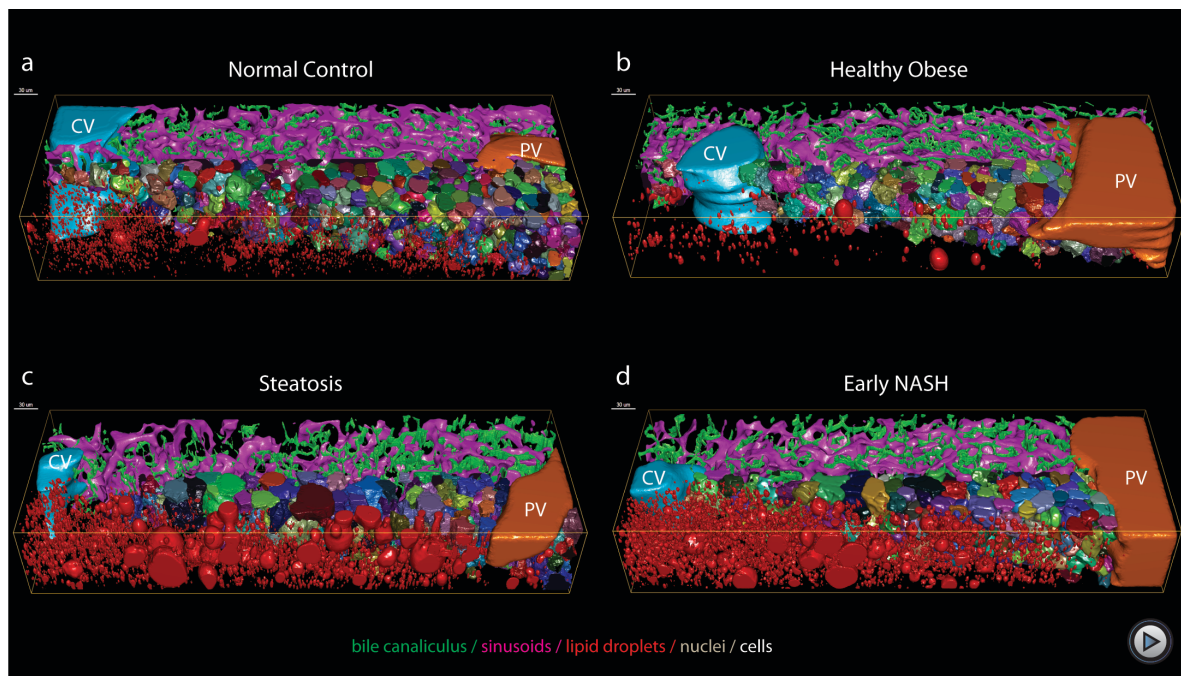 a
Normal Control
30 um
CV
PV
b
Healthy Obese
30 um
CV
PV
c
Steatosis
30 um
CV
PV
d
Early NASH
30 um
CV
PV
bile canaliculus / sinusoids / lipid droplets / nuclei / cells